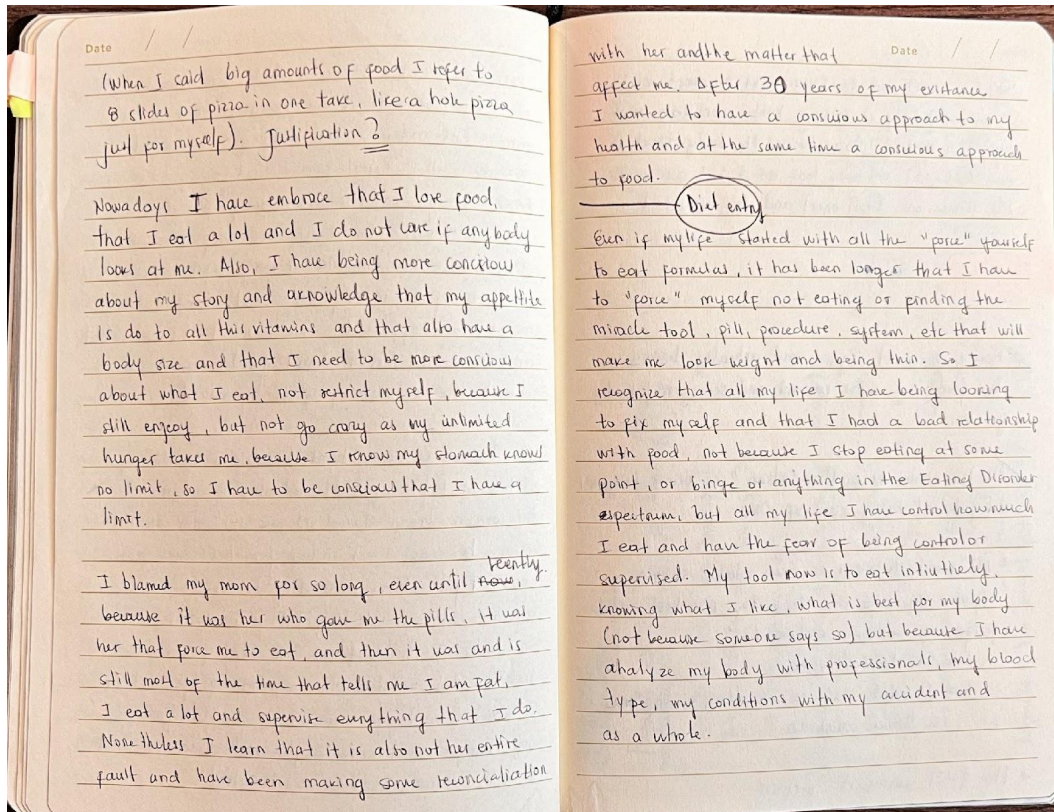 Date / /
(When I said big amounts of food I refer to
8 slides of pizza in one take, like a hole pizza
just for myself). Justification?
Nowadays I have embrace that I love food,
that I eat a lot and I do not care if anybody
looks at me. Also, I have being more concious
about my story and aknowledge that my appettite
is do to all this vitamins and that also have a
body size and that I need to be more conscious
about what I eat, not restrict myself, because I
still enjoy, but not go crazy as my unlimited
hunger takes me, because I know my stomach knows
no limit, so I have to be conscious that I have a
limit.
recently.
I blamed my mom for so long, even until now,
because it was her who gave me the pills, it was
her that force me to eat, and then it was and is
still most of the time that tells me I am fat,
I eat a lot and supervise everything that I do.
Nonetheless I learn that it is also not her entire
fault and have been making some reconcialiation
Date / /
with her and the matter that
affect me. After 30 years of my existance
I wanted to have a conscious approach to my
health and at the same time a conscious approach
to food.
Diet entry
Even if my life started with all the "force" yourself
to eat formulas, it has been longer that I have
to "force" myself not eating or finding the
miracle tool, pill, procedure, system, etc that will
make me loose weight and being thin. So I
recognize that all my life I have being looking
to fix myself and that I had a bad relationship
with food, not because I stop eating at some
point, or binge or anything in the Eating Disorder
espectrum, but all my life I have control how much
I eat and have the fear of being control or
supervised. My tool now is to eat intiutively,
knowing what I like, what is best for my body
(not because someone says so) but because I have
analyze my body with professionals, my blood
type, my conditions with my accident and
as a whole.